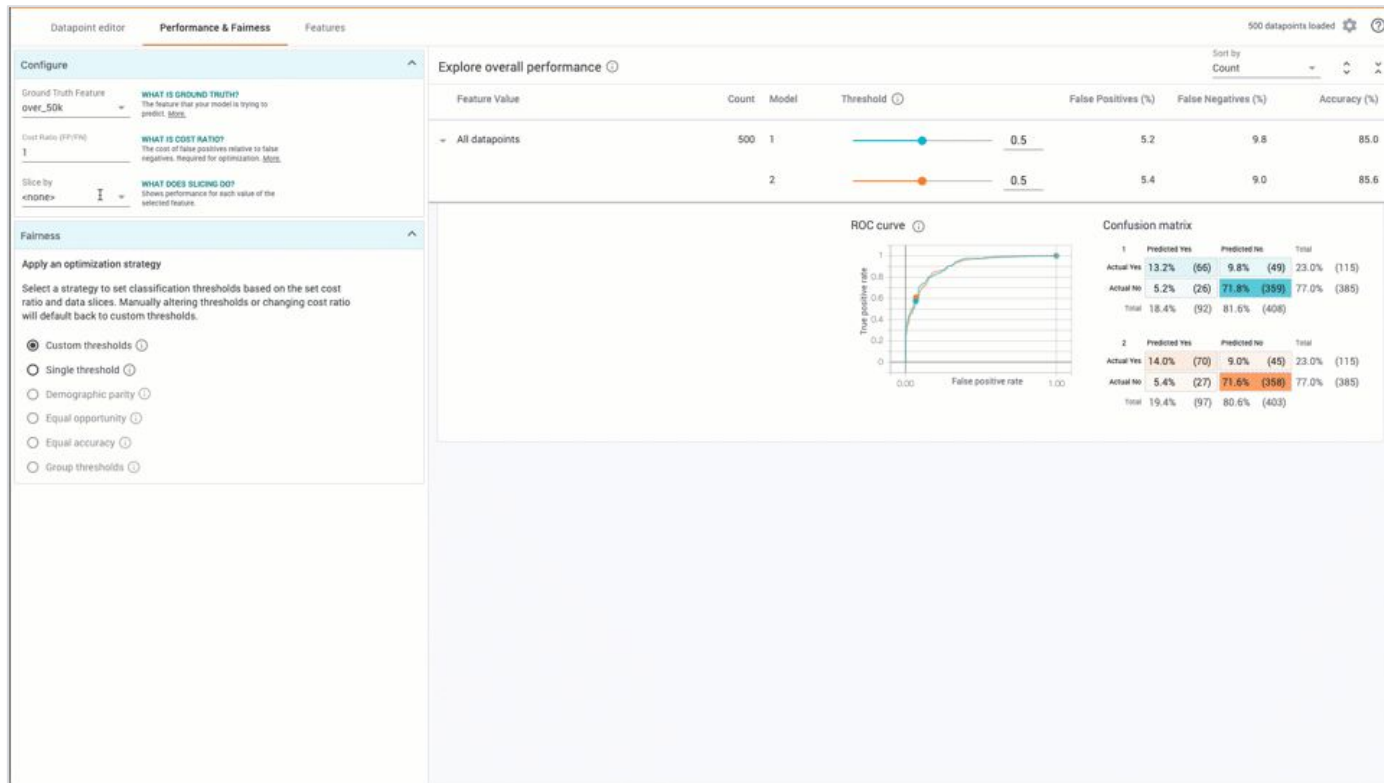 Datapoint editor Performance & Fairness Features 500 datapoints loaded
Configure
Ground Truth Feature
over_50k
WHAT IS GROUND TRUTH?
The feature that your model is trying to
predict. More.
Cost Ratio (FP/FN)
1
WHAT IS COST RATIO?
The cost of false positives relative to false
negatives. Required for optimization. More.
Slice by
<none>
WHAT DOES SLICING DO?
Shows performance for each value of the
selected feature.
Fairness
Apply an optimization strategy
Select a strategy to set classification thresholds based on the set cost
ratio and data slices. Manually altering thresholds or changing cost ratio
will default back to custom thresholds.
Custom thresholds
Single threshold
Demographic parity
Equal opportunity
Equal accuracy
Group thresholds
Explore overall performance
Sort by
Count
Feature Value Count Model Threshold False Positives (%) False Negatives (%) Accuracy (%)
All datapoints 500 1 0.5 5.2 9.8 85.0
2 0.5 5.4 9.0 85.6
ROC curve
True positive rate
1
0.8
0.6
0.4
0.2
0
0.00 False positive rate 1.00
Confusion matrix
1 Predicted Yes Predicted No Total
Actual Yes 13.2% (66) 9.8% (49) 23.0% (115)
Actual No 5.2% (26) 71.8% (359) 77.0% (385)
Total 18.4% (92) 81.6% (408)
2 Predicted Yes Predicted No Total
Actual Yes 14.0% (70) 9.0% (45) 23.0% (115)
Actual No 5.4% (27) 71.6% (358) 77.0% (385)
Total 19.4% (97) 80.6% (403)